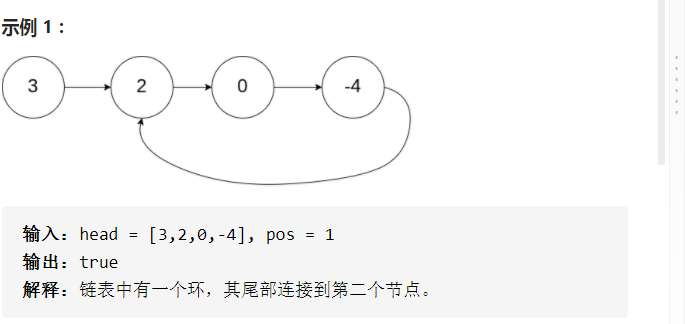 示例 1：
3 2 0 -4
输入：head = [3,2,0,-4], pos = 1
输出：true
解释：链表中有一个环，其尾部连接到第二个节点。